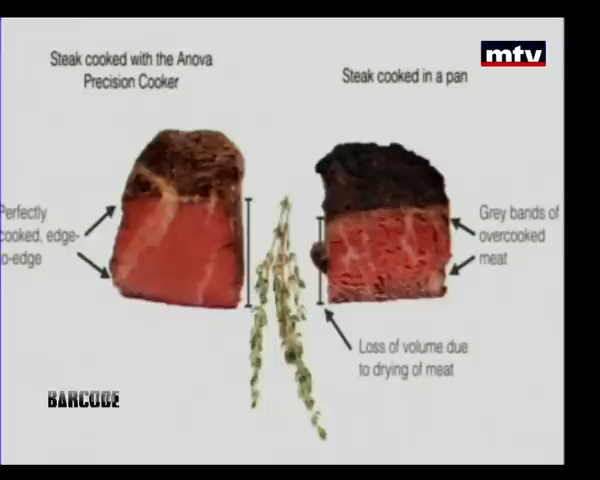 mtv
Steak cooked with the Anova
Precision Cooker
Steak cooked in a pan
Perfectly
cooked, edge-
to-edge
Grey bands of
overcooked
meat
Loss of volume due
to drying of meat
BARCODE